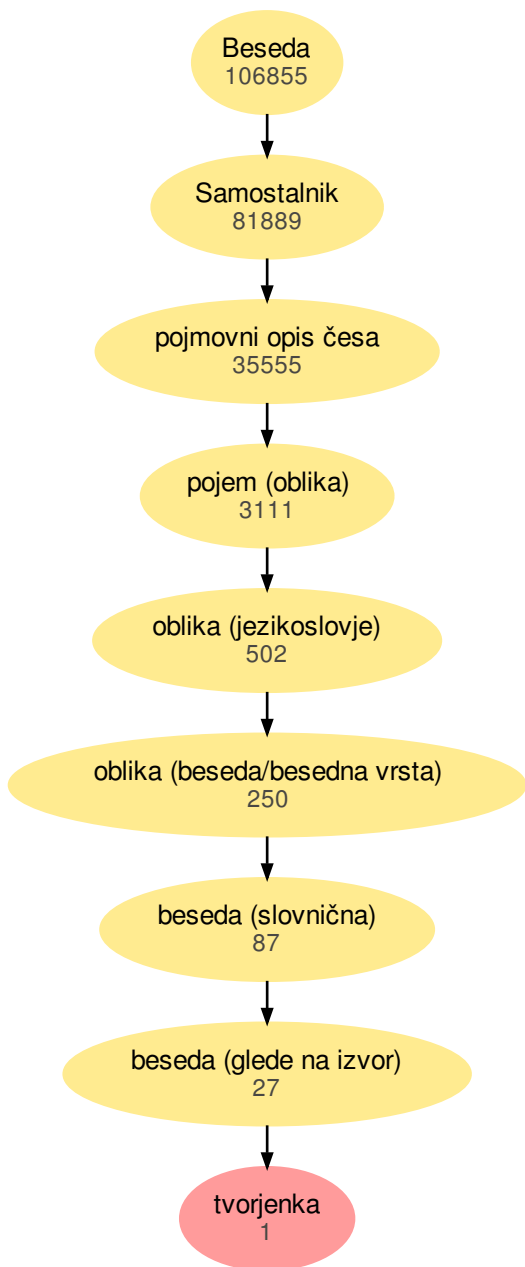 Beseda
106855
Samostalnik
81889
pojmovni opis česa
35555
pojem (oblika)
3111
oblika (jezikoslovje)
502
oblika (beseda/besedna vrsta)
250
beseda (slovnična)
87
beseda (glede na izvor)
27
tvorjenka
1